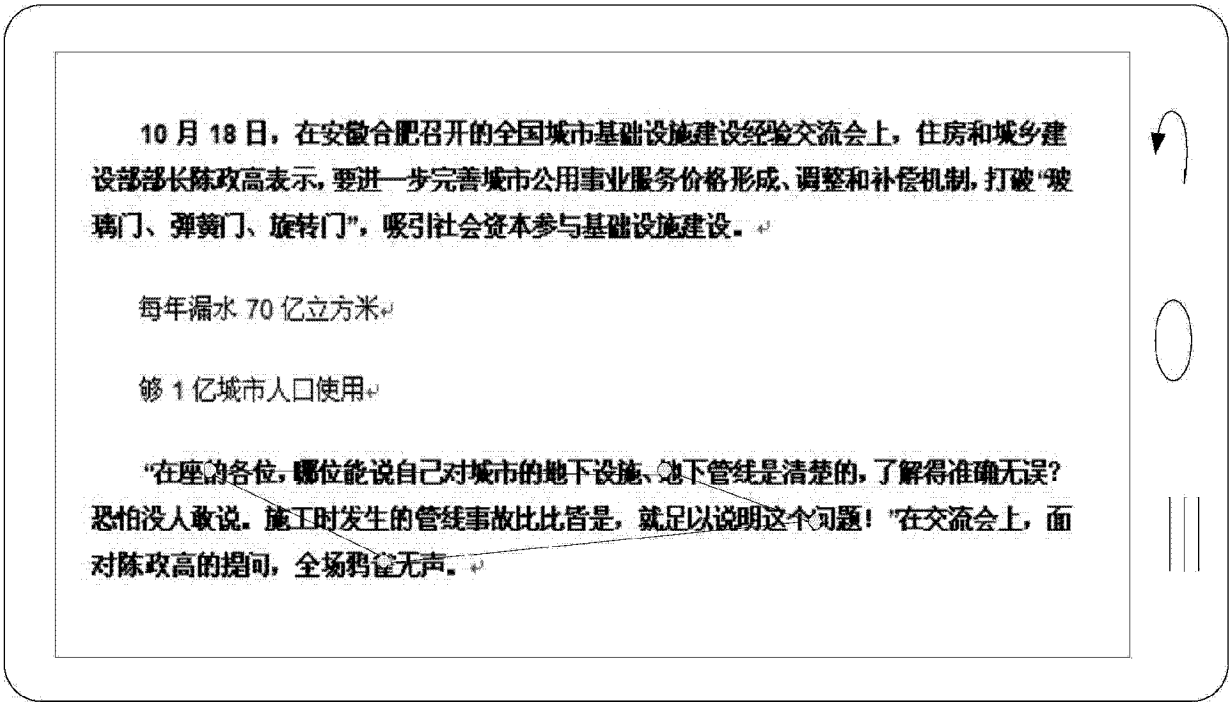 10 月 18 日，在安徽合肥召开的全国城市基础设施建设经验交流会上，住房和城乡建
设部部长陈政高表示，要进一步完善城市公用事业服务价格形成、调整和补偿机制，打破“玻
璃门、弹簧门、旋转门”，吸引社会资本参与基础设施建设。
每年漏水 70 亿立方米
够 1 亿城市人口使用
“在座的各位，哪位能说自己对城市的地下设施、地下管线是清楚的，了解得准确无误？
恐怕没人敢说。施工时发生的管线事故比比皆是，就足以说明这个问题！”在交流会上，面
对陈政高的提问，全场鸦雀无声。